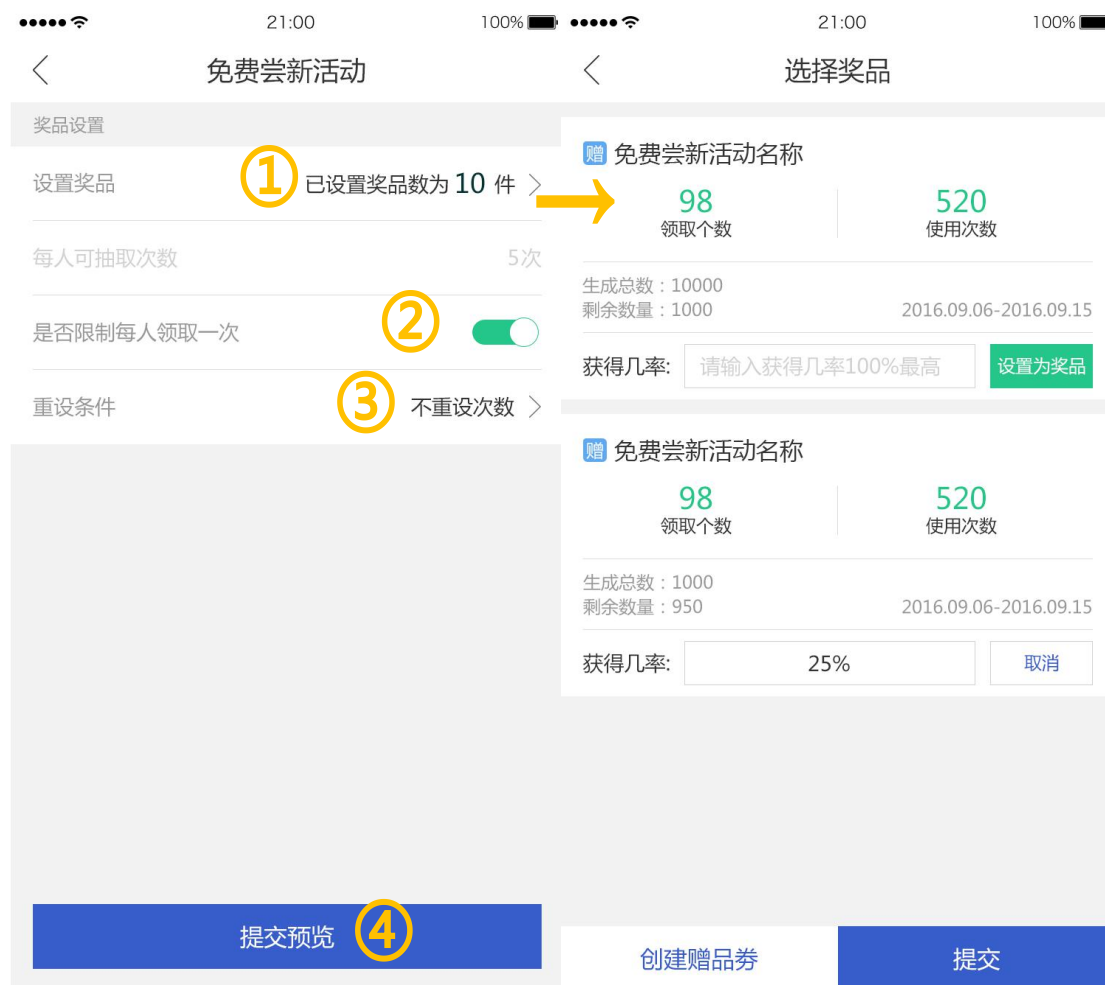 21:00
100%
免费尝新活动
奖品设置
设置奖品
①
已设置奖品数为 10 件
每人可抽取次数
5次
是否限制每人领取一次
②
重设条件
③
不重设次数
提交预览
④
21:00
100%
选择奖品
赠 免费尝新活动名称
98
520
领取个数
使用次数
生成总数：10000
剩余数量：1000
2016.09.06-2016.09.15
获得几率:
请输入获得几率100%最高
设置为奖品
赠 免费尝新活动名称
98
520
领取个数
使用次数
生成总数：1000
剩余数量：950
2016.09.06-2016.09.15
获得几率:
25%
取消
创建赠品劵
提交